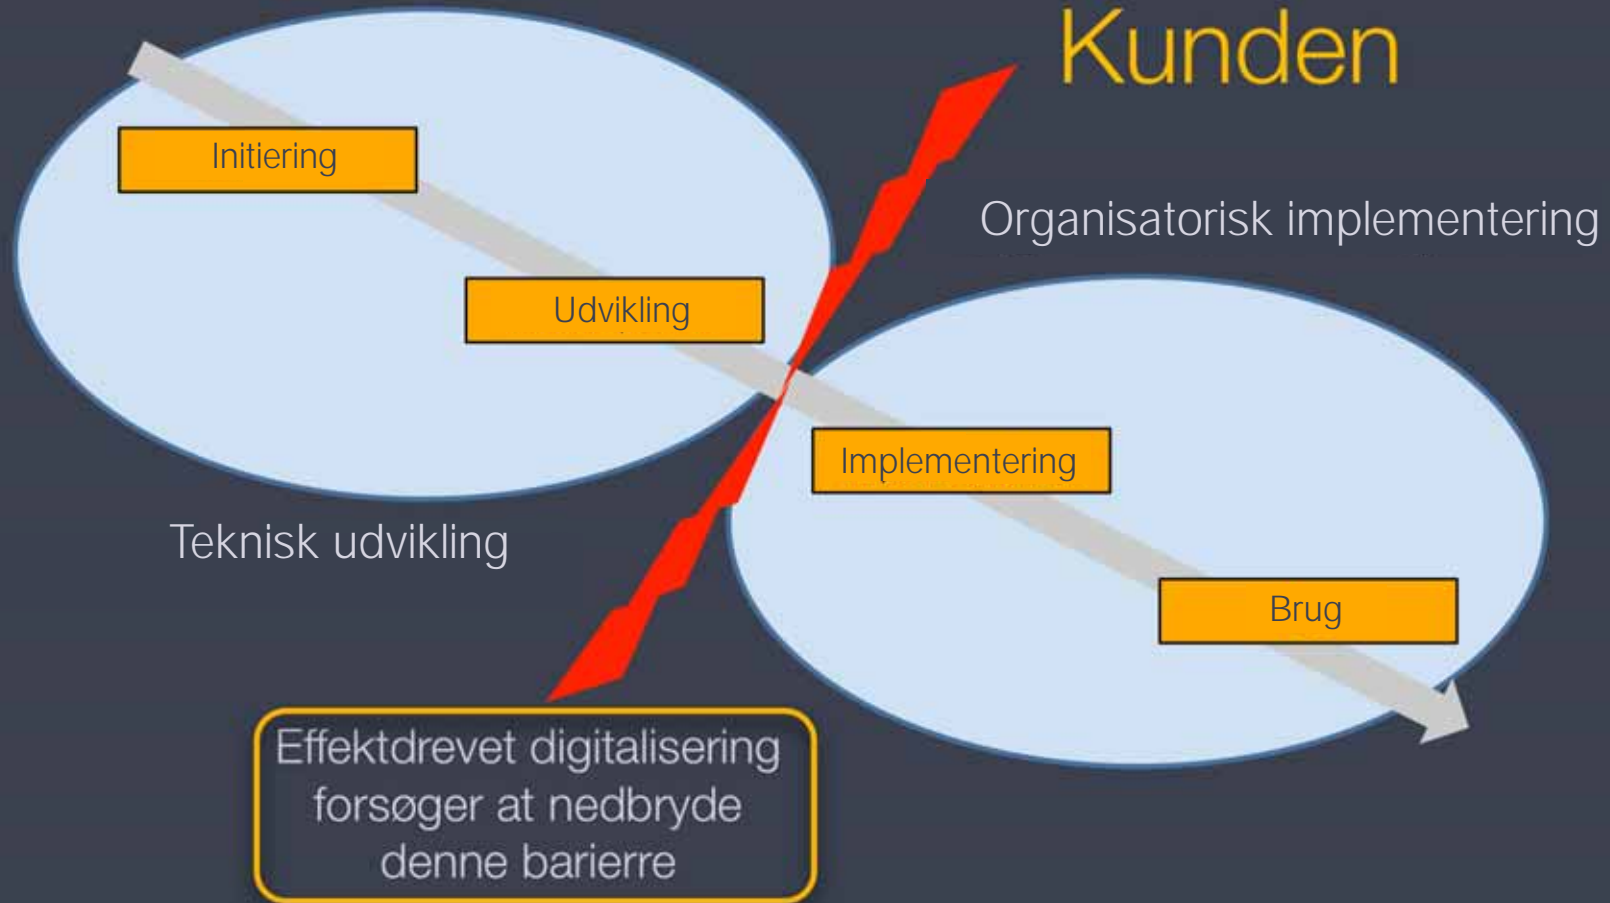 Kunden
Initiering
Organisatorisk implementering
Udvikling
Implementering
Teknisk udvikling
Brug
Effektdrevet digitalisering
forsøger at nedbryde
denne barierre